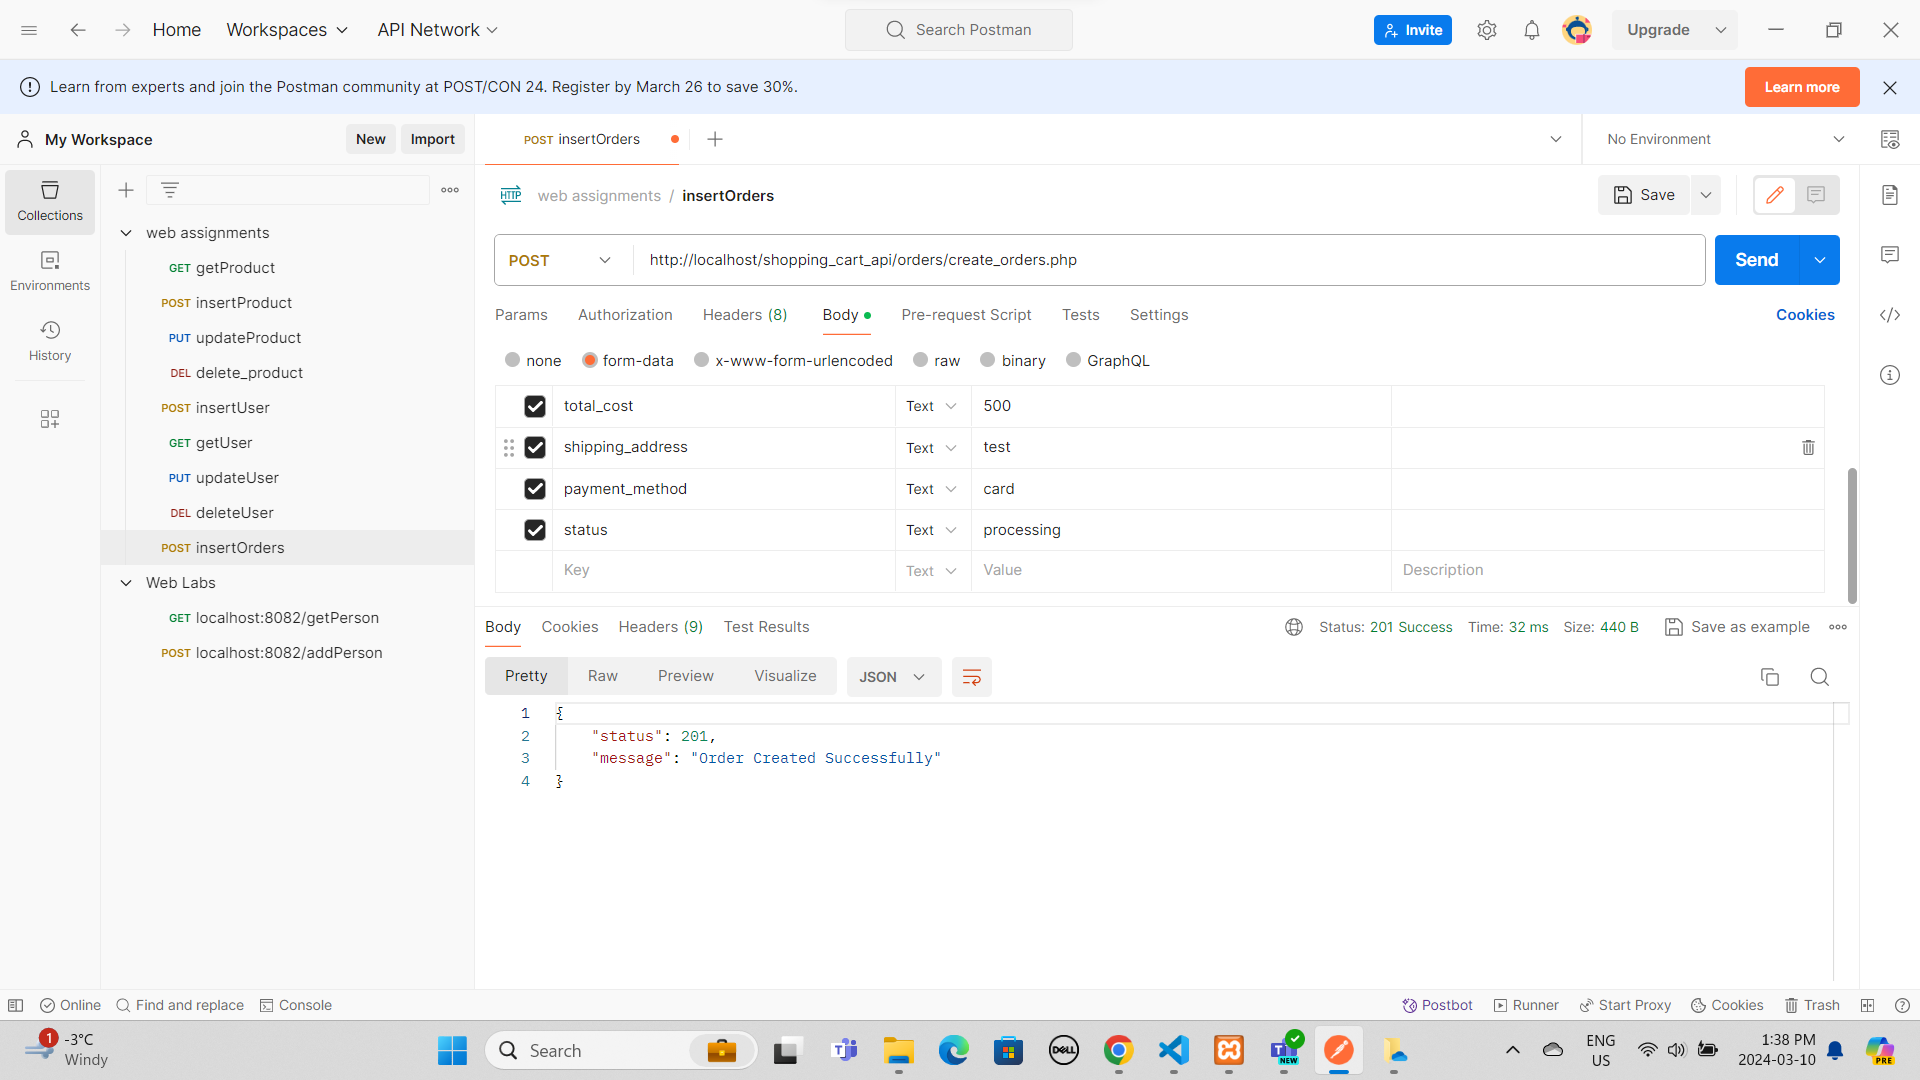 Home Workspaces API Network Search Postman Invite Upgrade
Learn from experts and join the Postman community at POST/CON 24. Register by March 26 to save 30%. Learn more
My Workspace New Import POST insertOrders No Environment
Collections
Environments
History
web assignments
GET getProduct
POST insertProduct
PUT updateProduct
DEL delete_product
POST insertUser
GET getUser
PUT updateUser
DEL deleteUser
POST insertOrders
Web Labs
GET localhost:8082/getPerson
POST localhost:8082/addPerson
HTTP web assignments / insertOrders Save
POST http://localhost/shopping_cart_api/orders/create_orders.php Send
Params Authorization Headers (8) Body Pre-request Script Tests Settings Cookies
none form-data x-www-form-urlencoded raw binary GraphQL
total_cost Text 500
shipping_address Text test
payment_method Text card
status Text processing
Key Text Value Description
Body Cookies Headers (9) Test Results Status: 201 Success Time: 32 ms Size: 440 B Save as example
Pretty Raw Preview Visualize JSON
1 {
2 "status": 201,
3 "message": "Order Created Successfully"
4 }
Online Find and replace Console Postbot Runner Start Proxy Cookies Trash
1 -3°C Windy Search DELL NEW ENG US 1:38 PM 2024-03-10 PRE